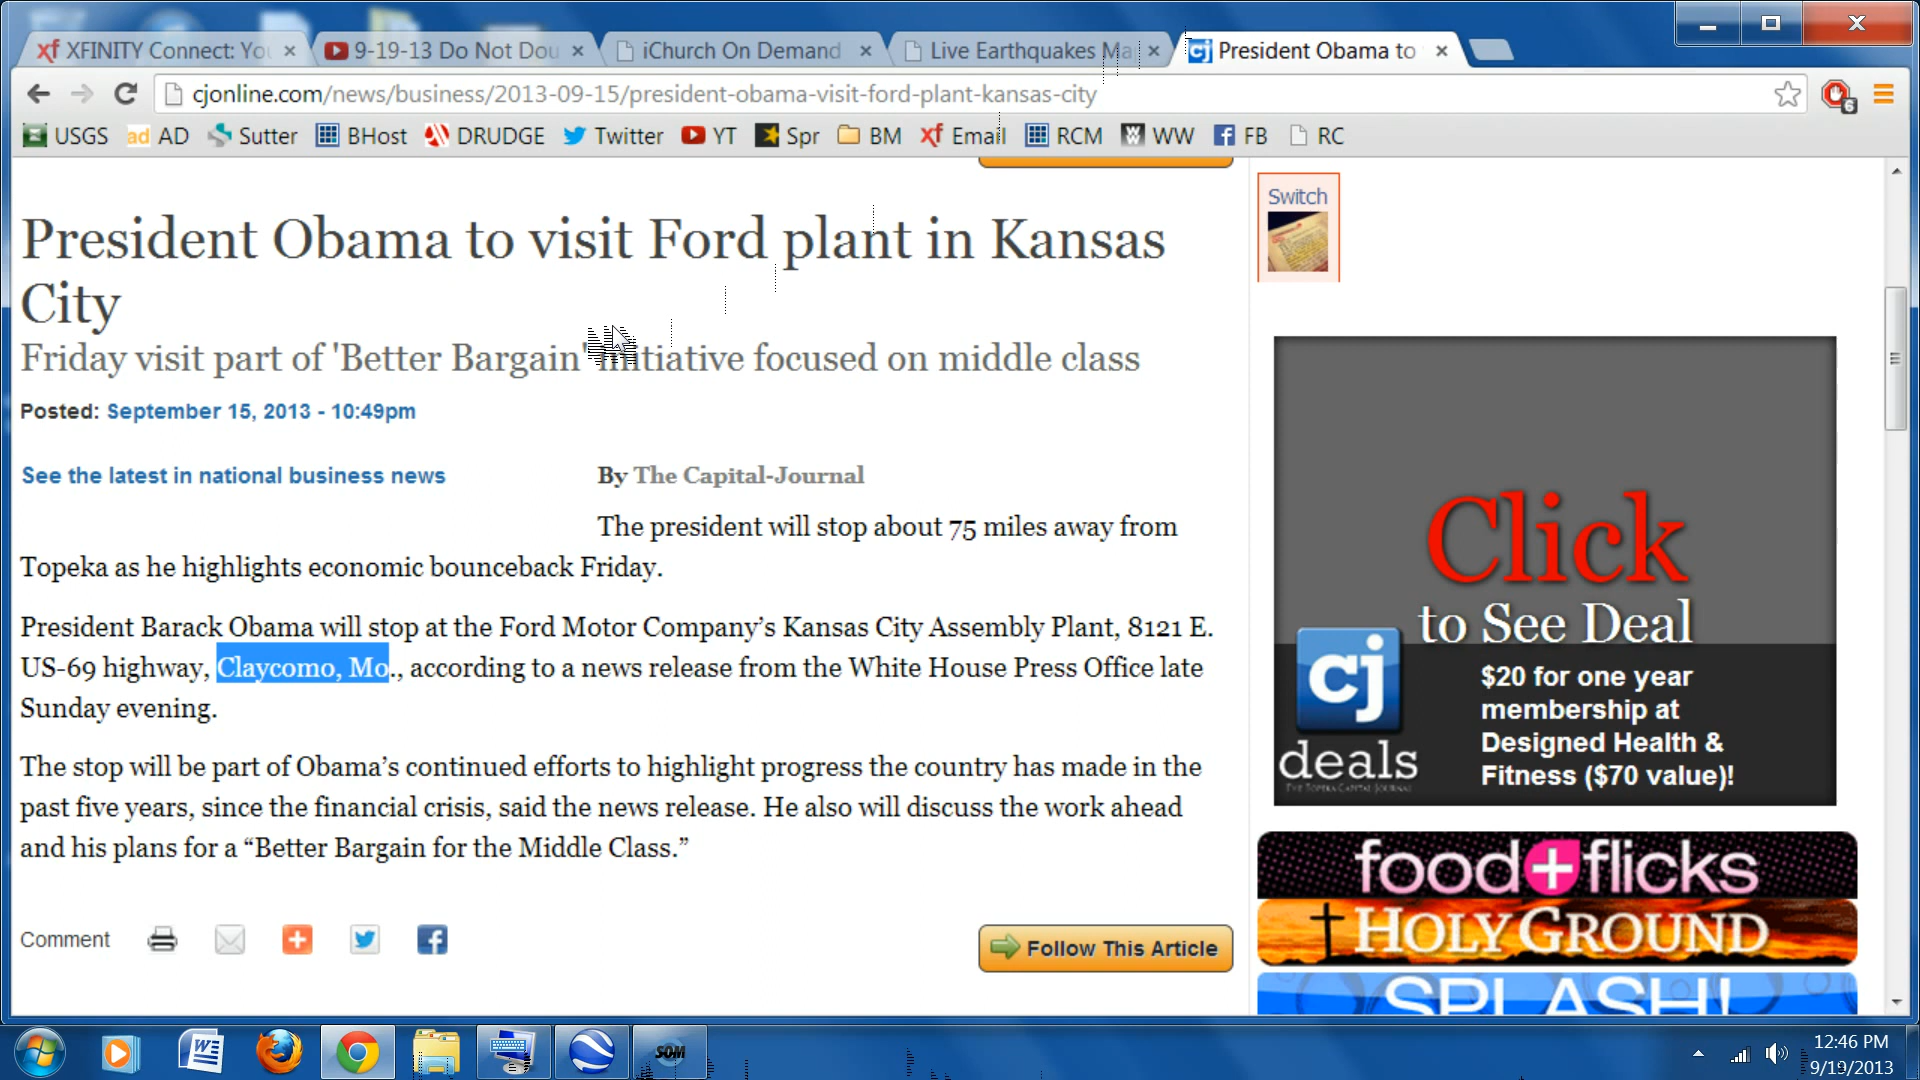 XFINITY Connect: Yo
9-19-13 Do Not Dou
iChurch On Demand
Live Earthquakes Ma
President Obama to
cjonline.com/news/business/2013-09-15/president-obama-visit-ford-plant-kansas-city
6
USGS
ad AD
Sutter
BHost
DRUDGE
Twitter
YT
Spr
BM
xf Email
RCM
W WW
FB
RC
President Obama to visit Ford plant in Kansas
City
Friday visit part of 'Better Bargain' initiative focused on middle class
Posted: September 15, 2013 - 10:49pm
See the latest in national business news
By The Capital-Journal
The president will stop about 75 miles away from
Topeka as he highlights economic bounceback Friday.
President Barack Obama will stop at the Ford Motor Company's Kansas City Assembly Plant, 8121 E.
US-69 highway, Claycomo, Mo., according to a news release from the White House Press Office late
Sunday evening.
The stop will be part of Obama's continued efforts to highlight progress the country has made in the
past five years, since the financial crisis, said the news release. He also will discuss the work ahead
and his plans for a “Better Bargain for the Middle Class.”
Comment
Follow This Article
Switch
Click
to See Deal
cj
deals
THE TOPEKA CAPITAL JOURNAL
$20 for one year
membership at
Designed Health &
Fitness ($70 value)!
food+flicks
HOLY GROUND
SPLASH!
SOM
12:46 PM
9/19/2013